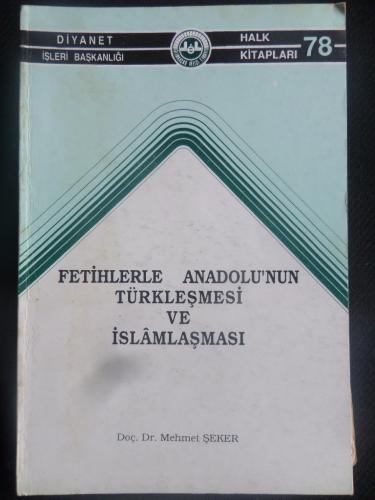 DİYANET
İŞLERİ BAŞKANLIĞI
HALK
KİTAPLARI 78
FETİHLERLE ANADOLU'NUN
TÜRKLEŞMESİ
VE
İSLÂMLAŞMASI
Doç. Dr. Mehmet ŞEKER